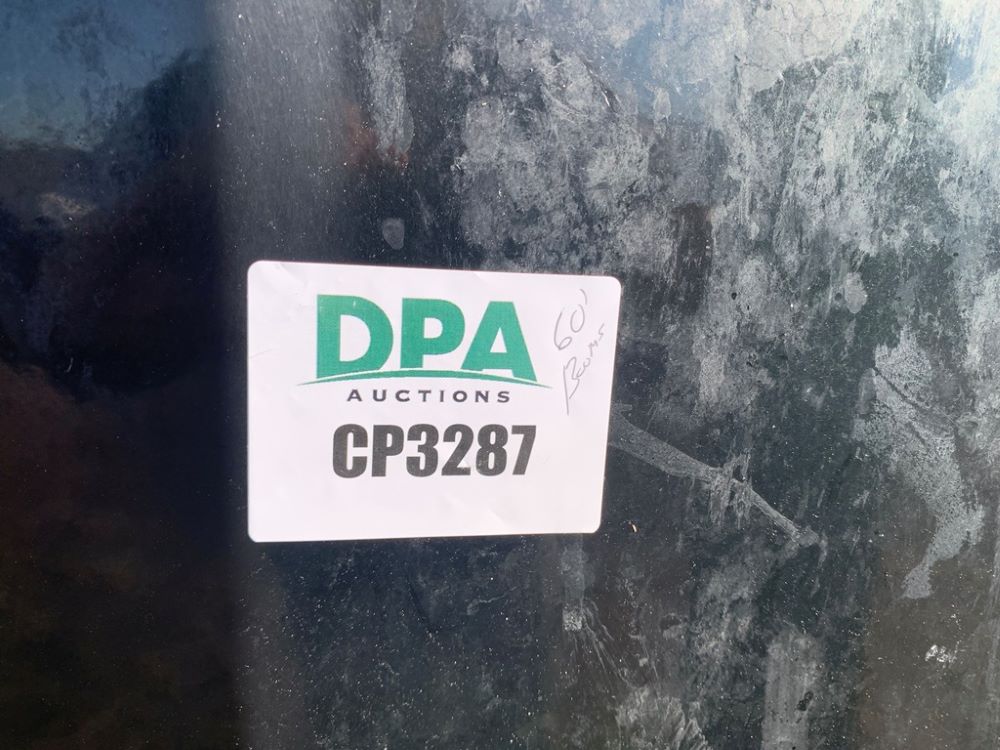 DPA
AUCTIONS
CP3287
60'
Booms